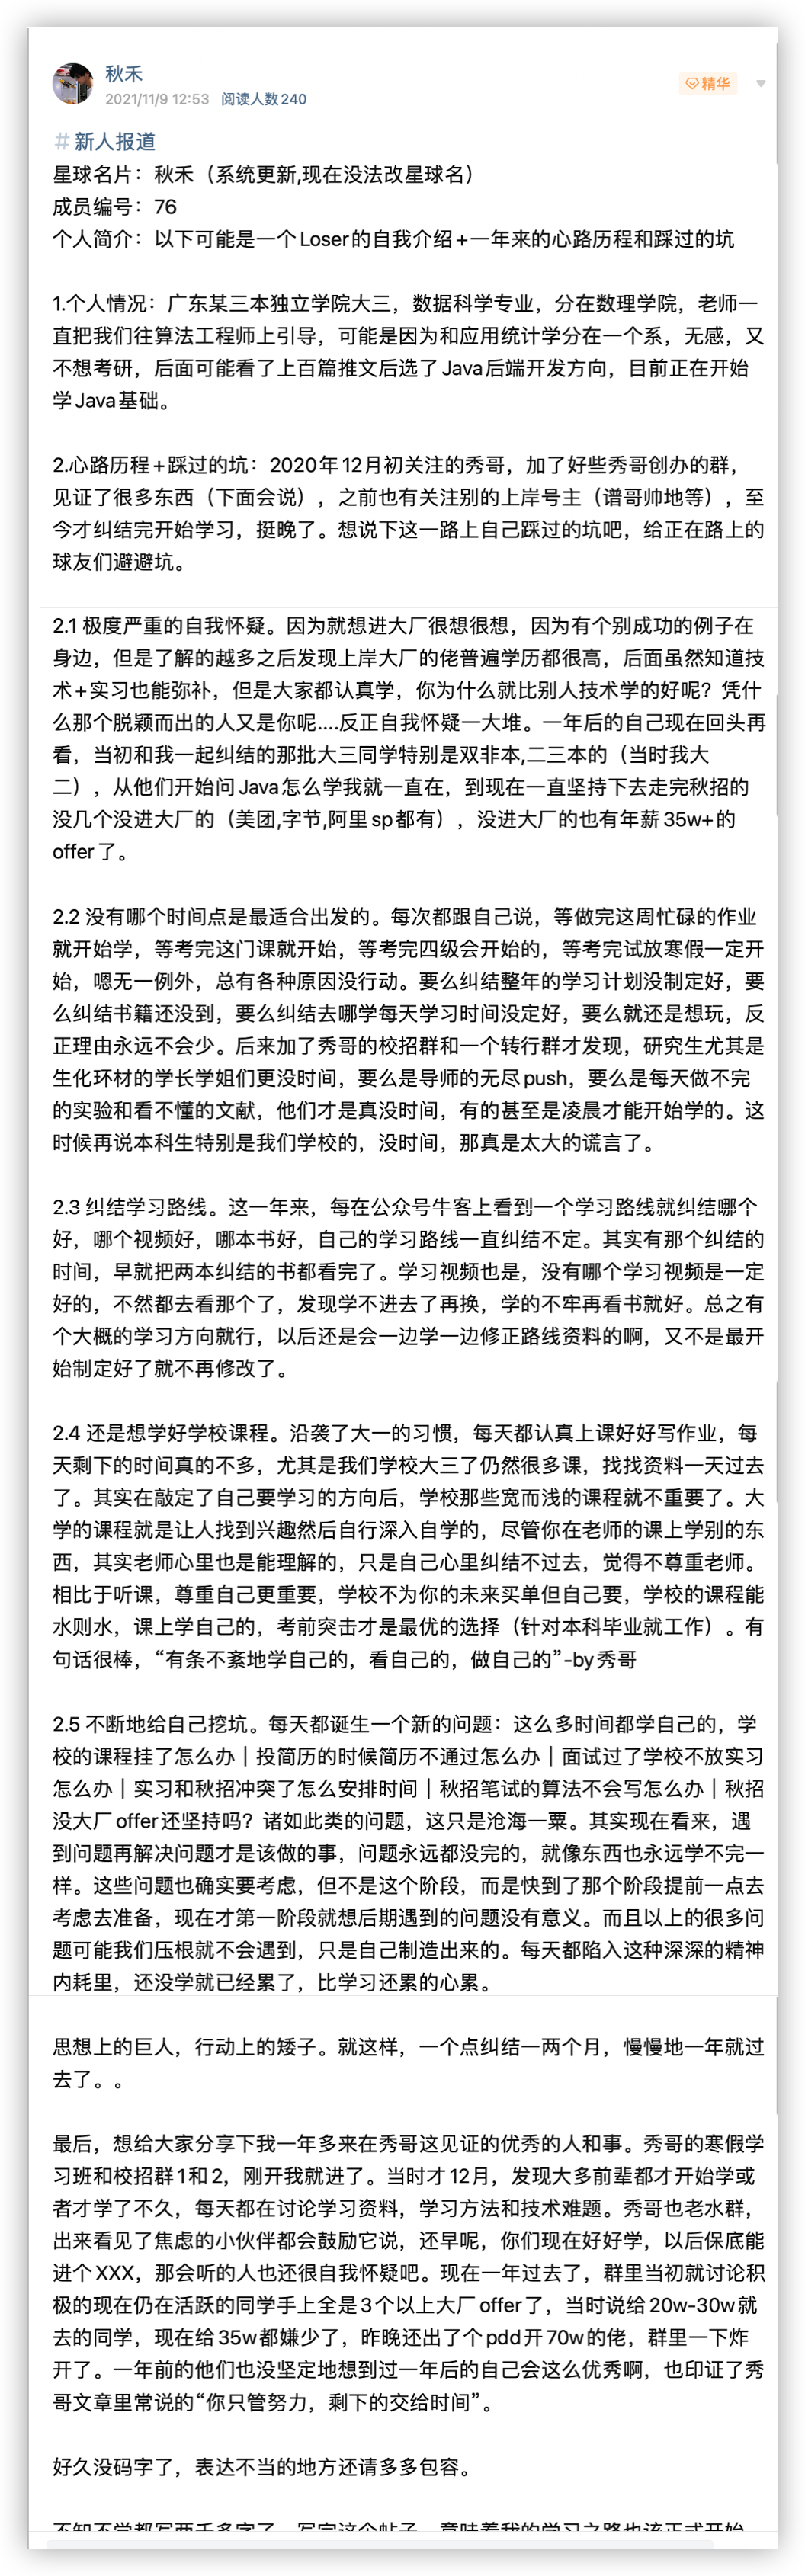 秋禾
2021/11/9 12:53 阅读人数240
精华
#新人报道
星球名片：秋禾（系统更新,现在没法改星球名）
成员编号：76
个人简介：以下可能是一个Loser的自我介绍+一年来的心路历程和踩过的坑
1.个人情况：广东某三本独立学院大三，数据科学专业，分在数理学院，老师一
直把我们往算法工程师上引导，可能是因为和应用统计学分在一个系，无感，又
不想考研，后面可能看了上百篇推文后选了Java后端开发方向，目前正在开始
学Java基础。
2.心路历程+踩过的坑：2020年12月初关注的秀哥，加了好些秀哥创办的群，
见证了很多东西（下面会说），之前也有关注别的上岸号主（谱哥帅地等），至
今才纠结完开始学习，挺晚了。想说下这一路上自己踩过的坑吧，给正在路上的
球友们避避坑。
2.1 极度严重的自我怀疑。因为就想进大厂很想很想，因为有个别成功的例子在
身边，但是了解的越多之后发现上岸大厂的佬普遍学历都很高，后面虽然知道技
术+实习也能弥补，但是大家都认真学，你为什么就比别人技术学的好呢？凭什
么那个脱颖而出的人又是你呢....反正自我怀疑一大堆。一年后的自己现在回头再
看，当初和我一起纠结的那批大三同学特别是双非本,二三本的（当时我大
二），从他们开始问Java怎么学我就一直在，到现在一直坚持下去走完秋招的
没几个没进大厂的（美团,字节,阿里sp都有），没进大厂的也有年薪35w+的
offer了。
2.2 没有哪个时间点是最适合出发的。每次都跟自己说，等做完这周忙碌的作业
就开始学，等考完这门课就开始，等考完四级会开始的，等考完试放寒假一定开
始，嗯无一例外，总有各种原因没行动。要么纠结整年的学习计划没制定好，要
么纠结书籍还没到，要么纠结去哪学每天学习时间没定好，要么就还是想玩，反
正理由永远不会少。后来加了秀哥的校招群和一个转行群才发现，研究生尤其是
生化环材的学长学姐们更没时间，要么是导师的无尽push，要么是每天做不完
的实验和看不懂的文献，他们才是真没时间，有的甚至是凌晨才能开始学的。这
时候再说本科生特别是我们学校的，没时间，那真是太大的谎言了。
2.3 纠结学习路线。这一年来，每在公众号牛客上看到一个学习路线就纠结哪个
好，哪个视频好，哪本书好，自己的学习路线一直纠结不定。其实有那个纠结的
时间，早就把两本纠结的书都看完了。学习视频也是，没有哪个学习视频是一定
好的，不然都去看那个了，发现学不进去了再换，学的不牢再看书就好。总之有
个大概的学习方向就行，以后还是会一边学一边修正路线资料的啊，又不是最开
始制定好了就不再修改了。
2.4 还是想学好学校课程。沿袭了大一的习惯，每天都认真上课好好写作业，每
天剩下的时间真的不多，尤其是我们学校大三了仍然很多课，找找资料一天过去
了。其实在敲定了自己要学习的方向后，学校那些宽而浅的课程就不重要了。大
学的课程就是让人找到兴趣然后自行深入自学的，尽管你在老师的课上学别的东
西，其实老师心里也是能理解的，只是自己心里纠结不过去，觉得不尊重老师。
相比于听课，尊重自己更重要，学校不为你的未来买单但自己要，学校的课程能
水则水，课上学自己的，考前突击才是最优的选择（针对本科毕业就工作）。有
句话很棒，“有条不紊地学自己的，看自己的，做自己的”-by秀哥
2.5 不断地给自己挖坑。每天都诞生一个新的问题：这么多时间都学自己的，学
校的课程挂了怎么办｜投简历的时候简历不通过怎么办｜面试过了学校不放实习
怎么办｜实习和秋招冲突了怎么安排时间｜秋招笔试的算法不会写怎么办｜秋招
没大厂offer还坚持吗？诸如此类的问题，这只是沧海一粟。其实现在看来，遇
到问题再解决问题才是该做的事，问题永远都没完的，就像东西也永远学不完一
样。这些问题也确实要考虑，但不是这个阶段，而是快到了那个阶段提前一点去
考虑去准备，现在才第一阶段就想后期遇到的问题没有意义。而且以上的很多问
题可能我们压根就不会遇到，只是自己制造出来的。每天都陷入这种深深的精神
内耗里，还没学就已经累了，比学习还累的心累。
思想上的巨人，行动上的矮子。就这样，一个点纠结一两个月，慢慢地一年就过
去了。。
最后，想给大家分享下我一年多来在秀哥这见证的优秀的人和事。秀哥的寒假学
习班和校招群1和2，刚开我就进了。当时才12月，发现大多前辈都才开始学或
者才学了不久，每天都在讨论学习资料，学习方法和技术难题。秀哥也老水群，
出来看见了焦虑的小伙伴都会鼓励它说，还早呢，你们现在好好学，以后保底能
进个XXX，那会听的人也还很自我怀疑吧。现在一年过去了，群里当初就讨论积
极的现在仍在活跃的同学手上全是3个以上大厂offer了，当时说给20w-30w就
去的同学，现在给35w都嫌少了，昨晚还出了个pdd开70w的佬，群里一下炸
开了。一年前的他们也没坚定地想到过一年后的自己会这么优秀啊，也印证了秀
哥文章里常说的“你只管努力，剩下的交给时间”。
好久没码字了，表达不当的地方还请多多包容。
不知不觉都写两千多字了，写完这个帖子，意味着我的学习之路也该正式开始